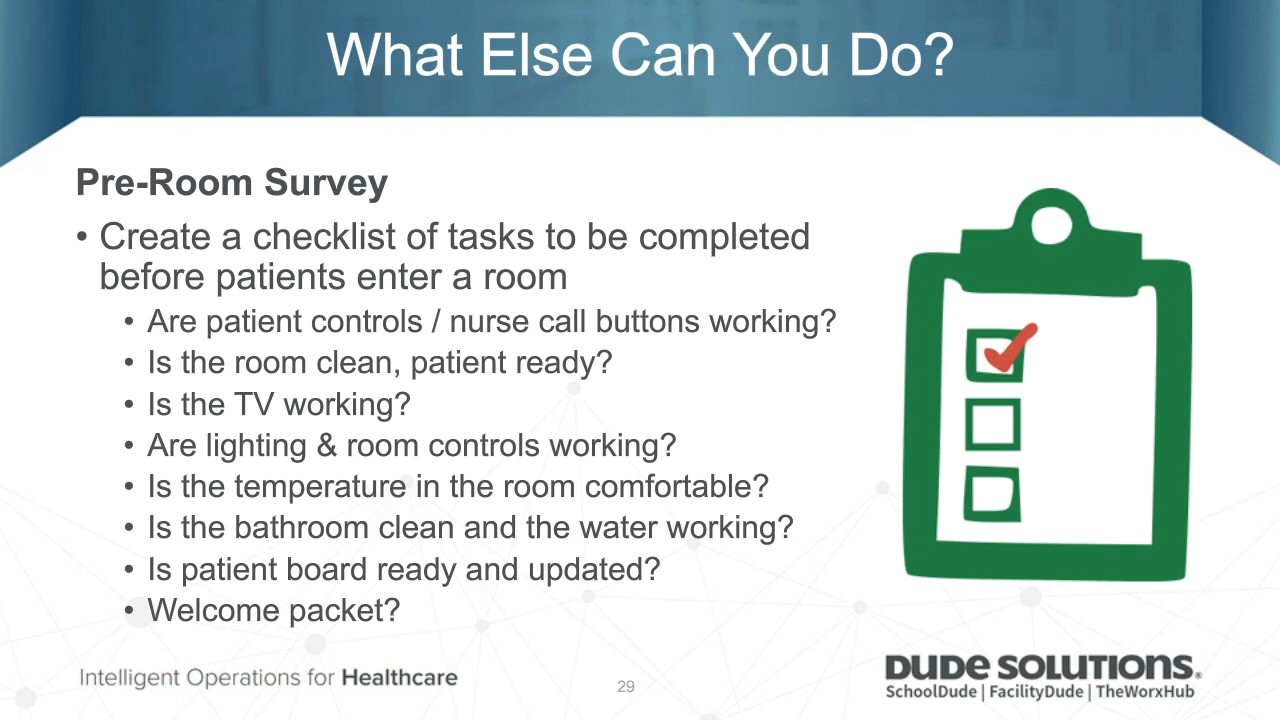 What Else Can You Do?
Pre-Room Survey
• Create a checklist of tasks to be completed
before patients enter a room
• Are patient controls / nurse call buttons working?
• Is the room clean, patient ready?
• Is the TV working?
• Are lighting & room controls working?
• Is the temperature in the room comfortable?
• Is the bathroom clean and the water working?
• Is patient board ready and updated?
• Welcome packet?
Intelligent Operations for Healthcare
29
DUDE SOLUTIONS®
SchoolDude | FacilityDude | TheWorxHub